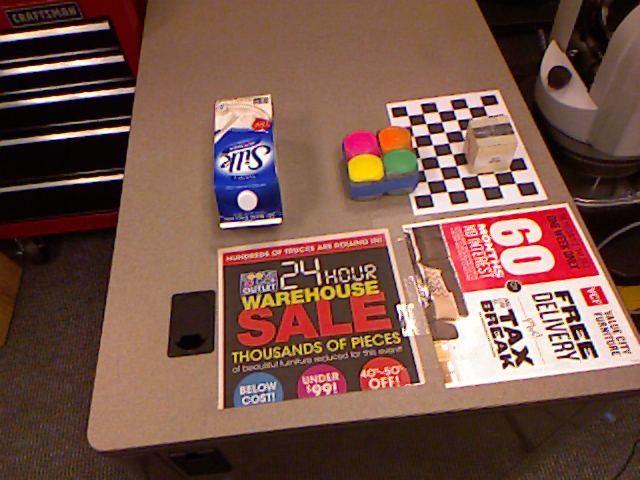 CRAFTSMAN
Silk
HUNDREDS OF TRUCKS ARE ROLLING IN!
OUTLET
24 HOUR
WAREHOUSE
SALE
THOUSANDS OF PIECES
of beautiful furniture reduced for this event!
BELOW
COST!
UNDER
$99!
40%-50%
OFF!
ONE WEEK ONLY
60
MONTHS
NO INTEREST
VCF
VALUE CITY
FURNITURE
FREE
DELIVERY
TAX
BREAK